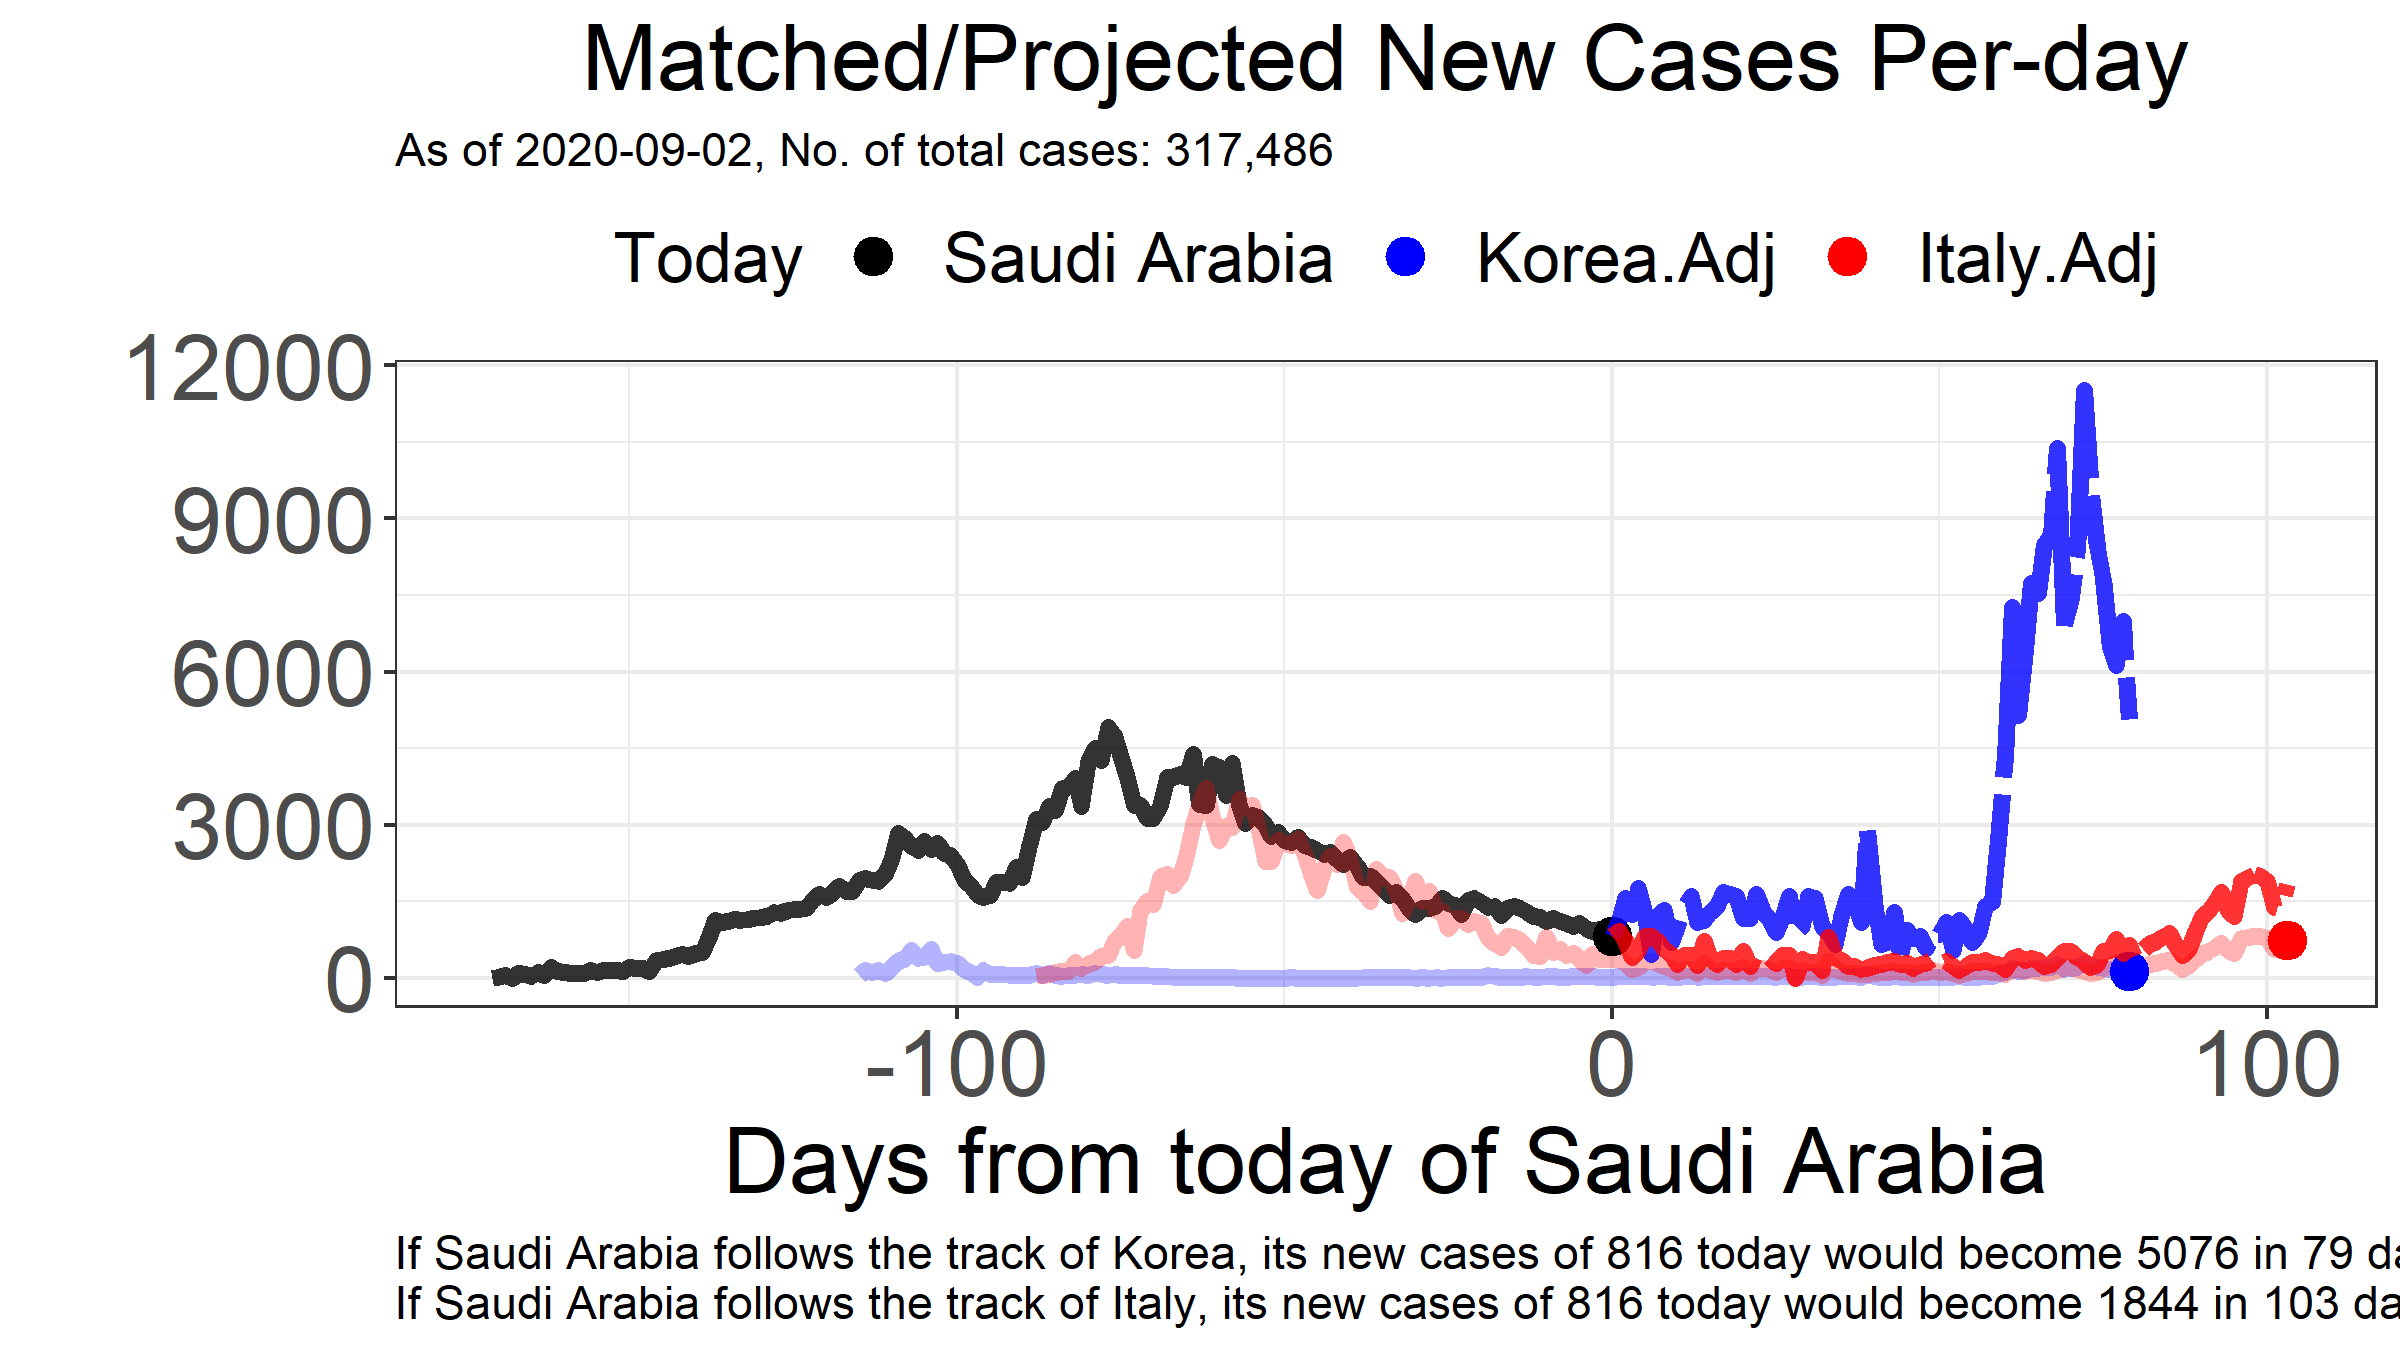 Matched/Projected New Cases Per-day
As of 2020-09-02, No. of total cases: 317,486
Today Saudi Arabia Korea.Adj Italy.Adj
12000
9000
6000
3000
0
-100 0 100
Days from today of Saudi Arabia
If Saudi Arabia follows the track of Korea, its new cases of 816 today would become 5076 in 79
If Saudi Arabia follows the track of Italy, its new cases of 816 today would become 1844 in 103